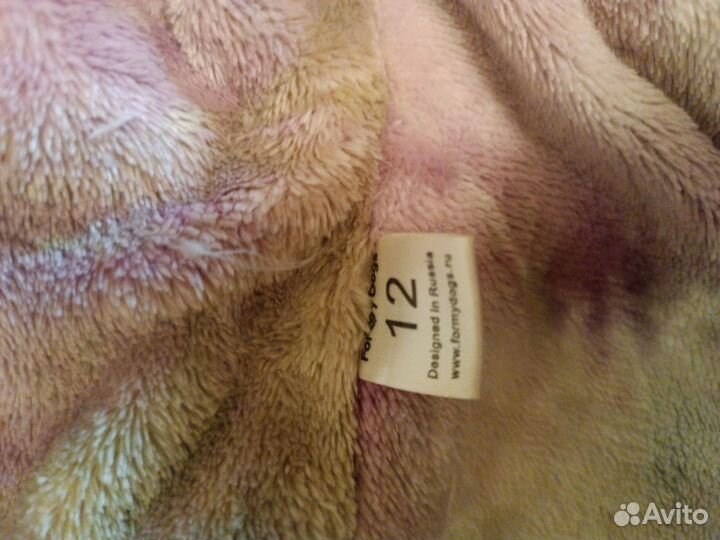 For My Dogs
12
Designed in Russia
www.formydogs.ru
Avito